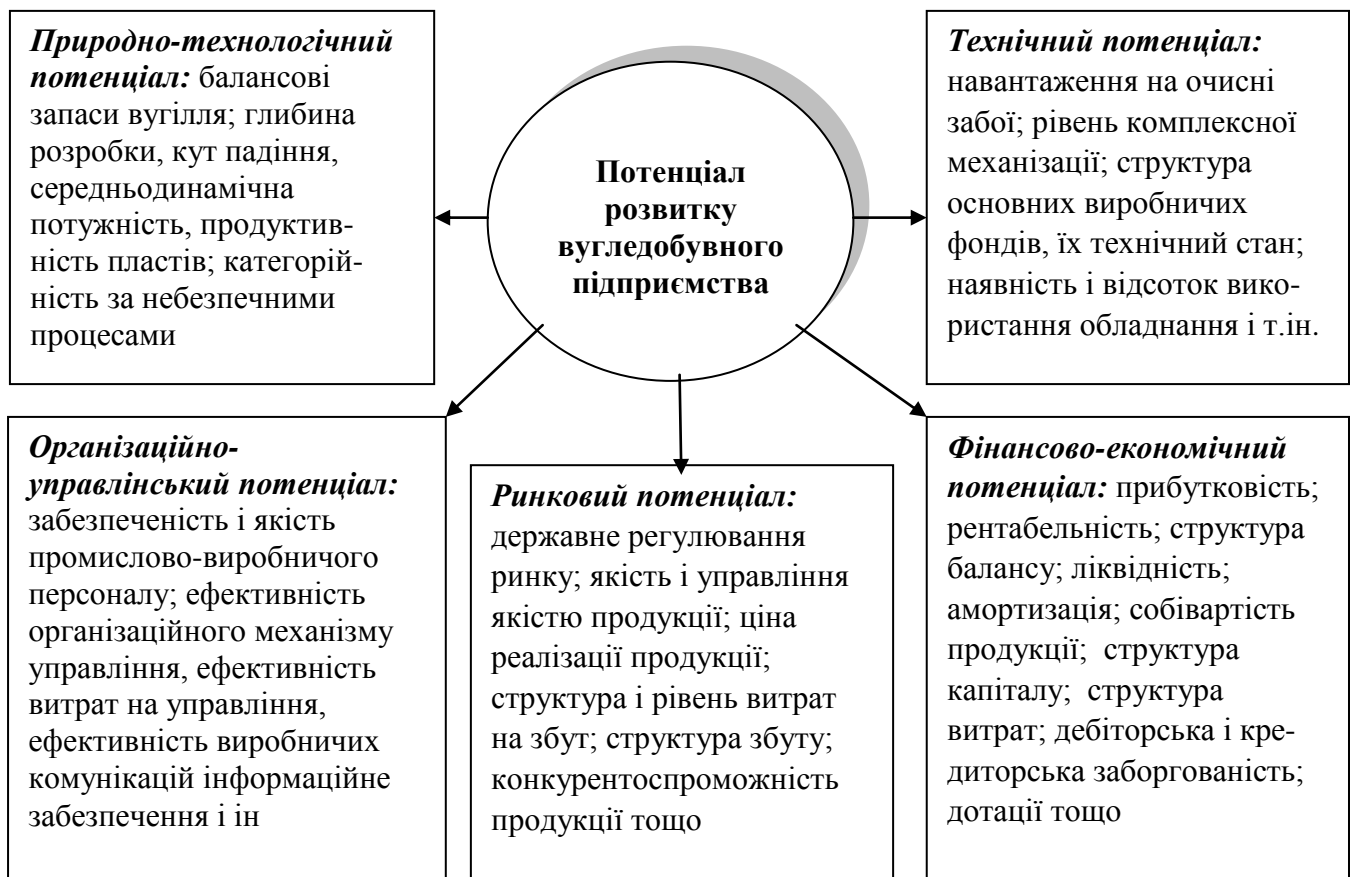 Природно-технологічний
потенціал: балансові
запаси вугілля; глибина
розробки, кут падіння,
середньодинамічна
потужність, продуктив-
ність пластів; категорій-
ність за небезпечними
процесами
Потенціал
розвитку
вугледобувного
підприємства
Технічний потенціал:
навантаження на очисні
забої; рівень комплексної
механізації; структура
основних виробничих
фондів, їх технічний стан;
наявність і відсоток вико-
ристання обладнання і т.ін.
Організаційно-
управлінський потенціал:
забезпеченість і якість
промислово-виробничого
персоналу; ефективність
організаційного механізму
управління, ефективність
витрат на управління,
ефективність виробничих
комунікацій інформаційне
забезпечення і ін
Ринковий потенціал:
державне регулювання
ринку; якість і управління
якістю продукції; ціна
реалізації продукції;
структура і рівень витрат
на збут; структура збуту;
конкурентоспроможність
продукції тощо
Фінансово-економічний
потенціал: прибутковість;
рентабельність; структура
балансу; ліквідність;
амортизація; собівартість
продукції; структура
капіталу; структура
витрат; дебіторська і кре-
диторська заборгованість;
дотації тощо